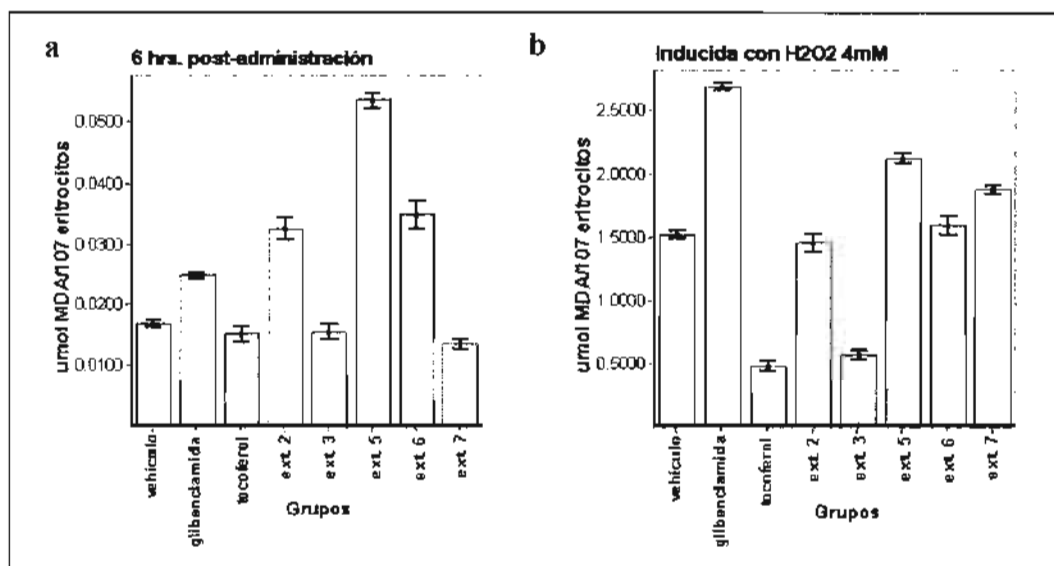 a
6 hrs. post-administración
umol MDA/107 eritrocitos
0.0500
0.0400
0.0300
0.0200
0.0100
vehículo
glibenclamida
tocoferol
ext. 2
ext. 3
ext. 5
ext. 6
ext. 7
Grupos
b
Inducida con H2O2 4mM
umol MDA/107 eritrocitos
2.5000
2.0000
1.5000
1.0000
0.5000
vehículo
glibenclamida
tocoferol
ext. 2
ext. 3
ext. 5
ext. 6
ext. 7
Grupos